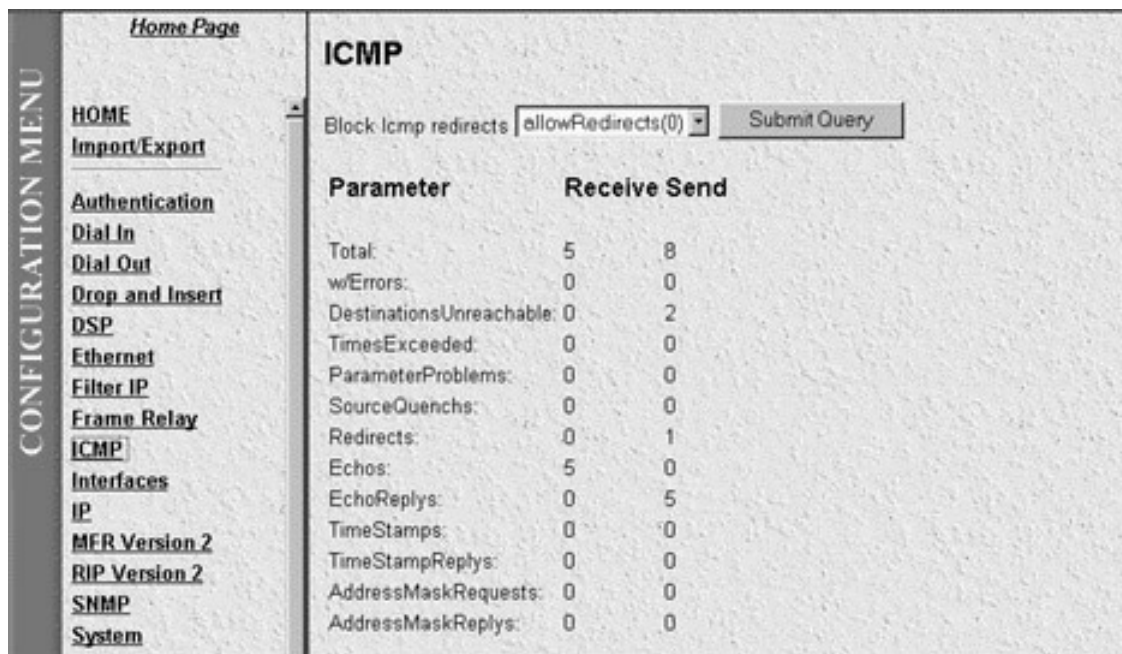 CONFIGURATION MENU
Home Page
HOME
Import/Export
Authentication
Dial In
Dial Out
Drop and Insert
DSP
Ethernet
Filter IP
Frame Relay
ICMP
Interfaces
IP
MFR Version 2
RIP Version 2
SNMP
System
ICMP
Block Icmp redirects allowRedirects(0) Submit Query
Parameter Receive Send
Total: 5 8
w/Errors: 0 0
DestinationsUnreachable: 0 2
TimesExceeded: 0 0
ParameterProblems: 0 0
SourceQuenchs: 0 0
Redirects: 0 1
Echos: 5 0
EchoReplys: 0 5
TimeStamps: 0 0
TimeStampReplys: 0 0
AddressMaskRequests: 0 0
AddressMaskReplys: 0 0